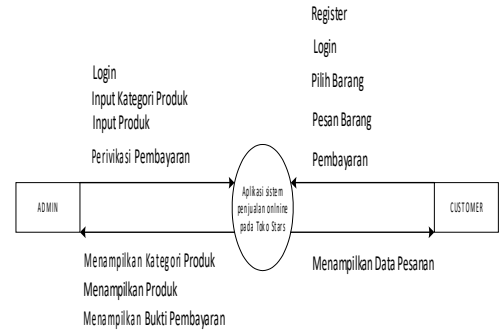 Register
Login
Pilih Barang
Pesan Barang
Pembayaran
Login
Input Kategori Produk
Input Produk
Perivikasi Pembayaran
ADMIN
Aplikasi sistem
penjualan onlnine
pada Toko Stars
CUSTOMER
Menampilkan Kategori Produk
Menampilkan Produk
Menampilkan Bukti Pembayaran
Menampilkan Data Pesanan